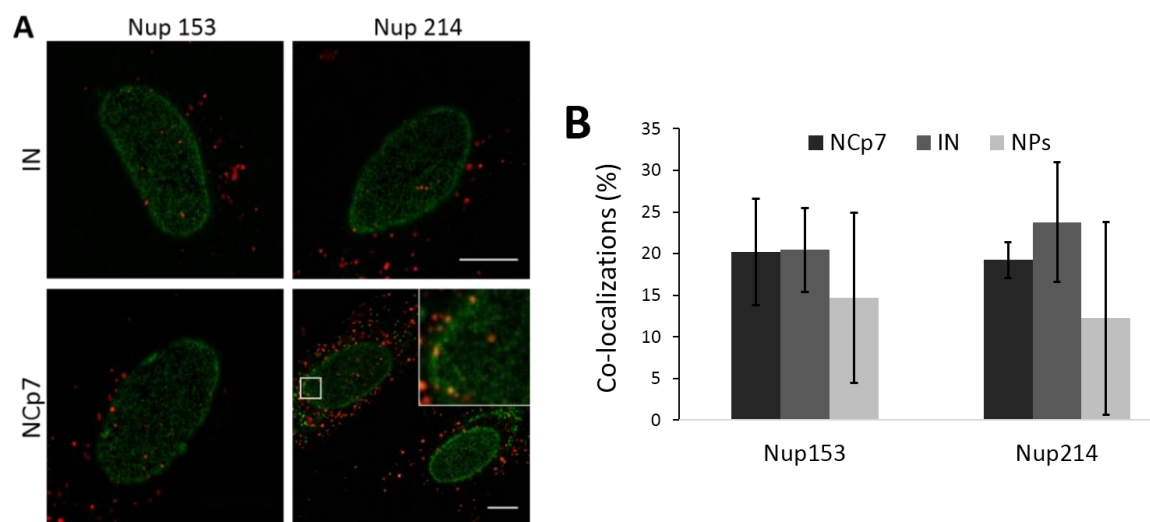 A
Nup 153
Nup 214
IN
NCp7
B
Co-localizations (%)
35
30
25
20
15
10
5
0
NCp7 IN NPs
Nup153
Nup214